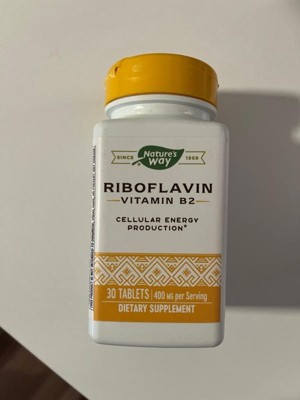 Nature's
SINCE Way 1969
RIBOFLAVIN
VITAMIN B2
CELLULAR ENERGY
PRODUCTION*
30 TABLETS | 400 MG per Serving
DIETARY SUPPLEMENT